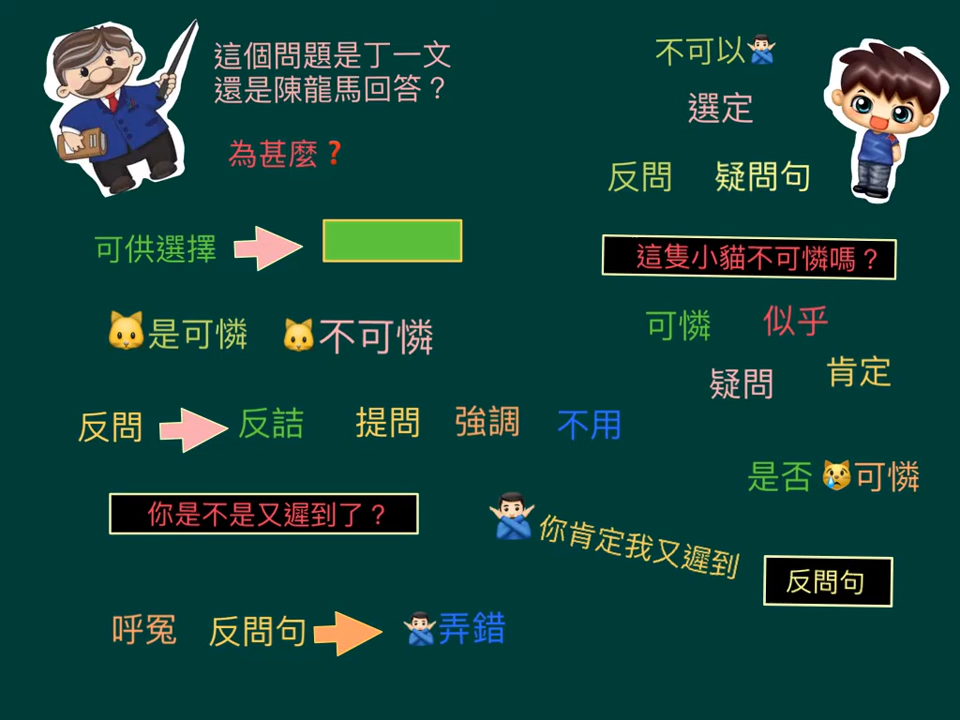 這個問題是丁一文
還是陳龍馬回答？
為甚麼？
不可以
選定
反問 疑問句
可供選擇
這隻小貓不可憐嗎？
是可憐 不可憐
可憐 似乎
疑問 肯定
反問 反詰 提問 強調 不用
是否 可憐
你是不是又遲到了？
你肯定我又遲到
反問句
呼冤 反問句 弄錯